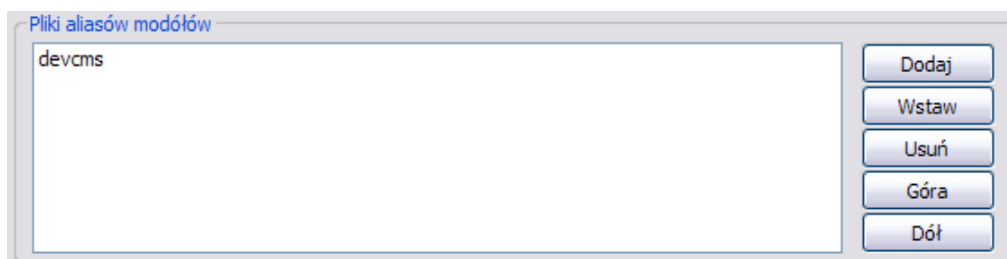 Pliki aliasów modółów
devcms
Dodaj
Wstaw
Usuń
Góra
Dół